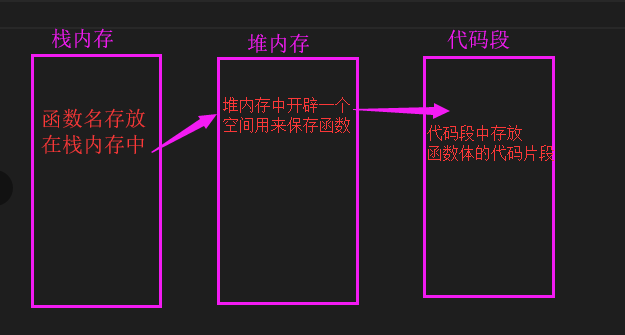 栈内存
函数名存放
在栈内存中
堆内存
堆内存中开辟一个
空间用来保存函数
代码段
代码段中存放
函数体的代码片段